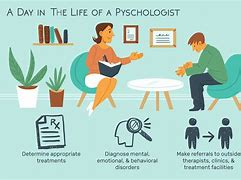 A Day in The Life of a Pyschologist
Rx
Determine appropriate
treatments
Diagnose mental,
emotional, & behavioral
disorders
Make referrals to outside
therapists, clinics, &
treatment facilities